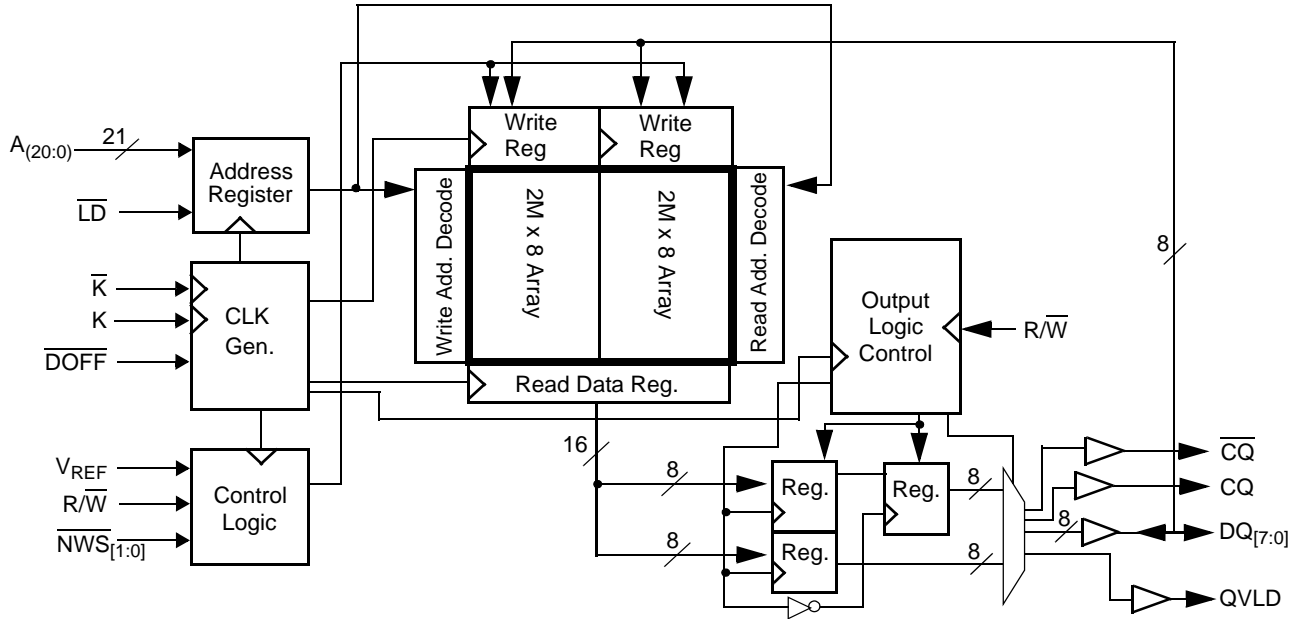 A(20:0)
21
LD
Address
Register
K
K
DOFF
CLK
Gen.
VREF
R/W
NWS[1:0]
Control
Logic
Write
Reg
Write
Reg
Write Add. Decode
2M x 8 Array
2M x 8 Array
Read Add. Decode
Read Data Reg.
16
8
8
Output
Logic
Control
R/W
Reg.
Reg.
Reg.
8
8
8
8
CQ
CQ
DQ[7:0]
QVLD